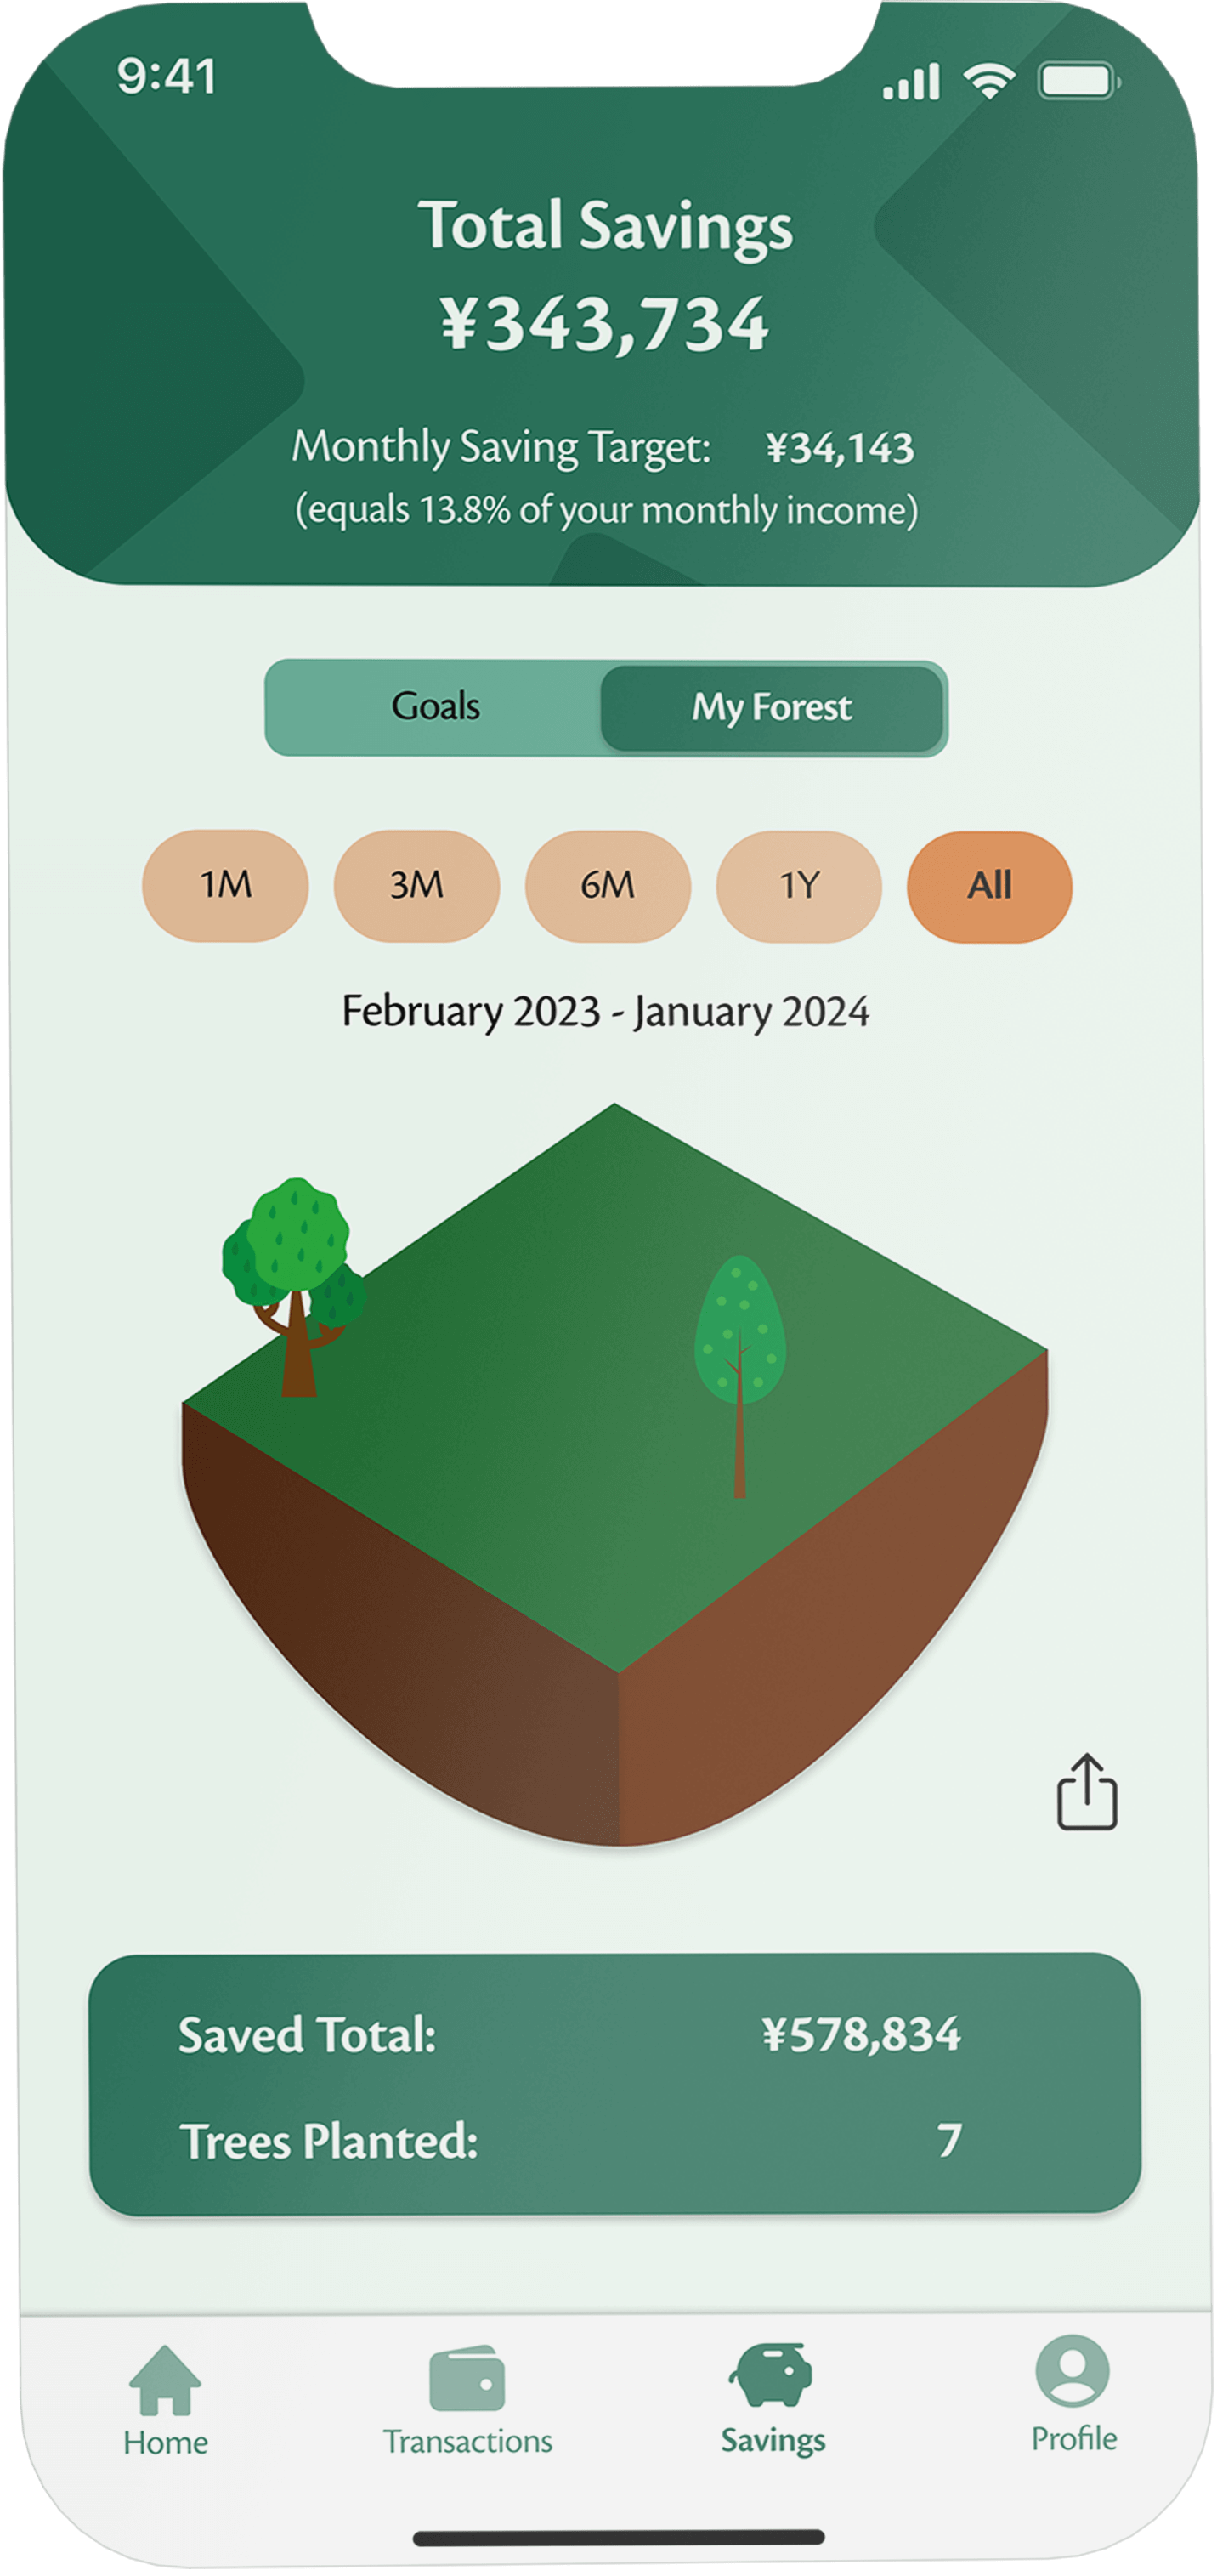 9:41
Total Savings
¥343,734
Monthly Saving Target: ¥34,143
(equals 13.8% of your monthly income)
Goals My Forest
1M 3M 6M 1Y All
February 2023 - January 2024
Saved Total: ¥578,834
Trees Planted: 7
Home Transactions Savings Profile